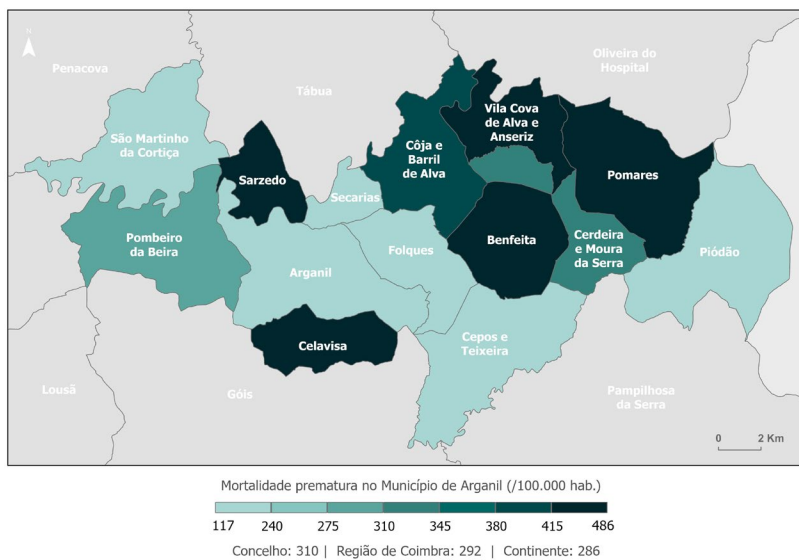 N
Penacova
Oliveira do
Hospital
Tábua
São Martinho
da Cortiça
Vila Cova
de Alva e
Anseriz
Côja e
Barril
de Alva
Sarzedo
Pomares
Secarias
Pombeiro
da Beira
Benfeita
Cerdeira
e Moura
da Serra
Folques
Piódão
Arganil
Celavisa
Cepos e
Teixeira
Lousã
Góis
Pampilhosa
da Serra
0 2 Km
Mortalidade prematura no Município de Arganil (/100.000 hab.)
117 240 275 310 345 380 415 486
Concelho: 310 | Região de Coimbra: 292 | Continente: 286